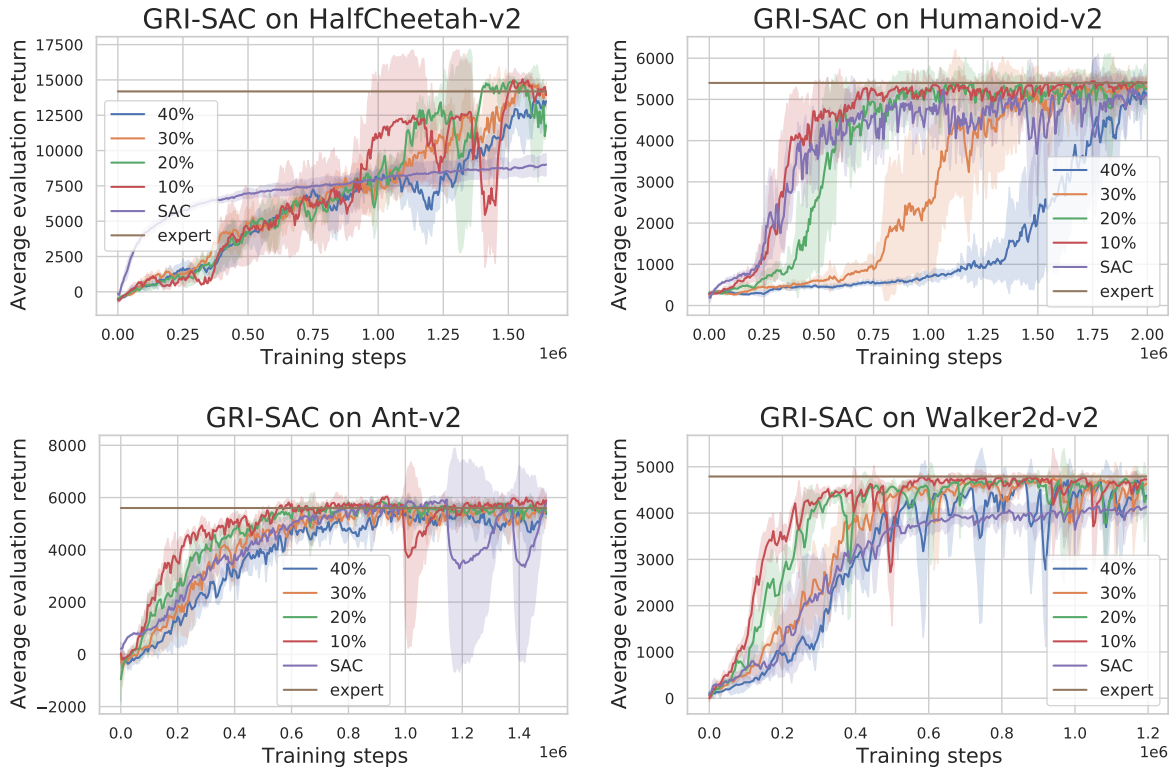 GRI-SAC on HalfCheetah-v2
Average evaluation return
17500
15000
12500
10000
7500
5000
2500
0
40%
30%
20%
10%
SAC
expert
0.00 0.25 0.50 0.75 1.00 1.25 1.50
1e6
Training steps
GRI-SAC on Humanoid-v2
Average evaluation return
6000
5000
4000
3000
2000
1000
0
40%
30%
20%
10%
SAC
expert
0.00 0.25 0.50 0.75 1.00 1.25 1.50 1.75 2.00
1e6
Training steps
GRI-SAC on Ant-v2
Average evaluation return
8000
6000
4000
2000
0
−2000
40%
30%
20%
10%
SAC
expert
0.0 0.2 0.4 0.6 0.8 1.0 1.2 1.4
1e6
Training steps
GRI-SAC on Walker2d-v2
Average evaluation return
5000
4000
3000
2000
1000
0
40%
30%
20%
10%
SAC
expert
0.0 0.2 0.4 0.6 0.8 1.0 1.2
1e6
Training steps